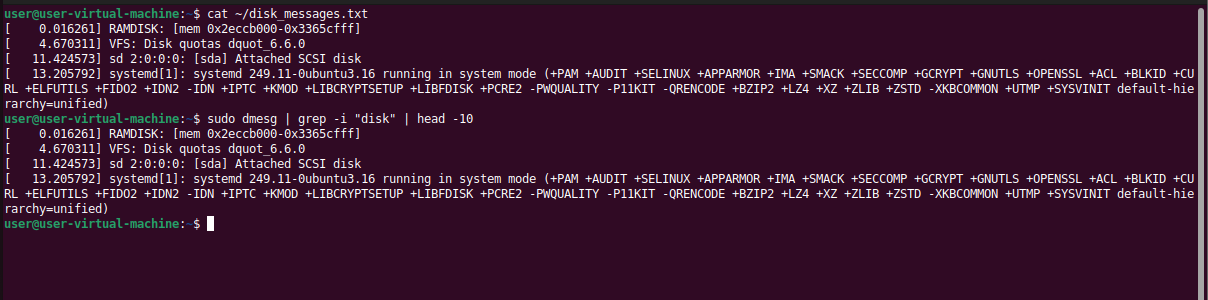 user@user-virtual-machine:~$ cat ~/disk_messages.txt
[    0.016261] RAMDISK: [mem 0x2eccb000-0x3365cfff]
[    4.670311] VFS: Disk quotas dquot_6.6.0
[   11.424573] sd 2:0:0:0: [sda] Attached SCSI disk
[   13.205792] systemd[1]: systemd 249.11-0ubuntu3.16 running in system mode (+PAM +AUDIT +SELINUX +APPARMOR +IMA +SMACK +SECCOMP +GCRYPT +GNUTLS +OPENSSL +ACL +BLKID +CU
RL +ELFUTILS +FIDO2 +IDN2 -IDN +IPTC +KMOD +LIBCRYPTSETUP +LIBFDISK +PCRE2 -PWQUALITY -P11KIT -QRENCODE +BZIP2 +LZ4 +XZ +ZLIB +ZSTD -XKBCOMMON +UTMP +SYSVINIT default-hie
rarchy=unified)
user@user-virtual-machine:~$ sudo dmesg | grep -i "disk" | head -10
[    0.016261] RAMDISK: [mem 0x2eccb000-0x3365cfff]
[    4.670311] VFS: Disk quotas dquot_6.6.0
[   11.424573] sd 2:0:0:0: [sda] Attached SCSI disk
[   13.205792] systemd[1]: systemd 249.11-0ubuntu3.16 running in system mode (+PAM +AUDIT +SELINUX +APPARMOR +IMA +SMACK +SECCOMP +GCRYPT +GNUTLS +OPENSSL +ACL +BLKID +CU
RL +ELFUTILS +FIDO2 +IDN2 -IDN +IPTC +KMOD +LIBCRYPTSETUP +LIBFDISK +PCRE2 -PWQUALITY -P11KIT -QRENCODE +BZIP2 +LZ4 +XZ +ZLIB +ZSTD -XKBCOMMON +UTMP +SYSVINIT default-hie
rarchy=unified)
user@user-virtual-machine:~$